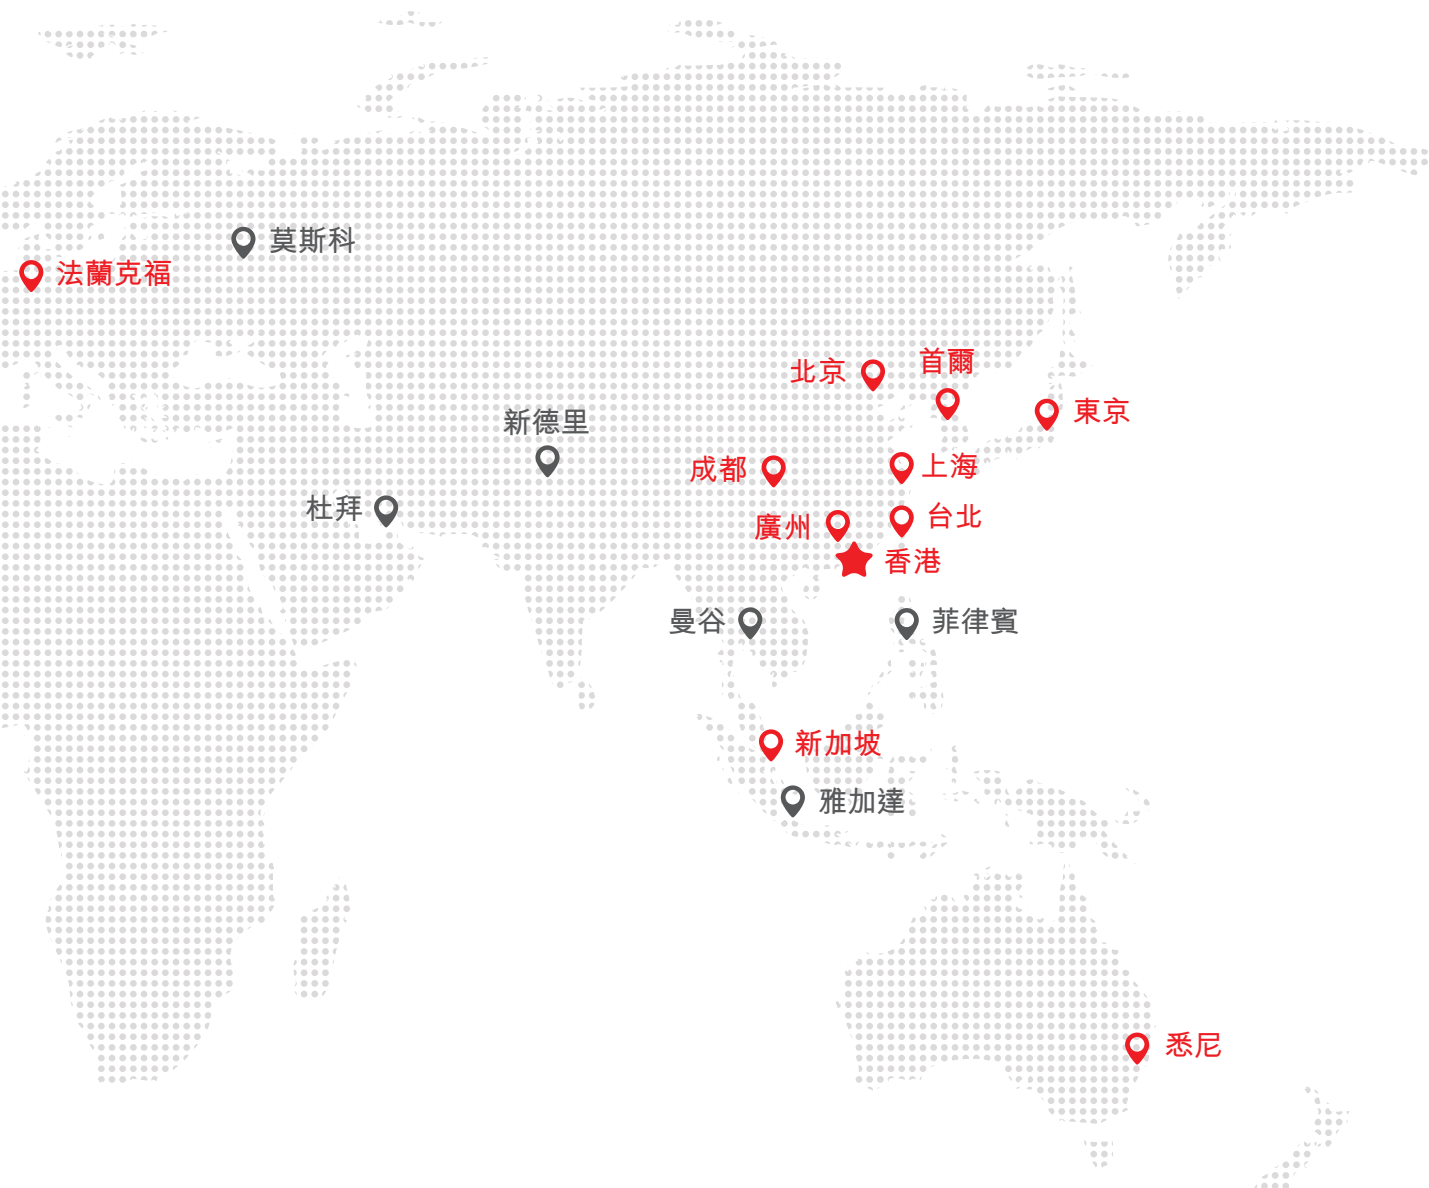 莫斯科
法蘭克福
首爾
北京
東京
新德里
上海
成都
杜拜
台北
廣州
香港
曼谷
菲律賓
新加坡
雅加達
悉尼